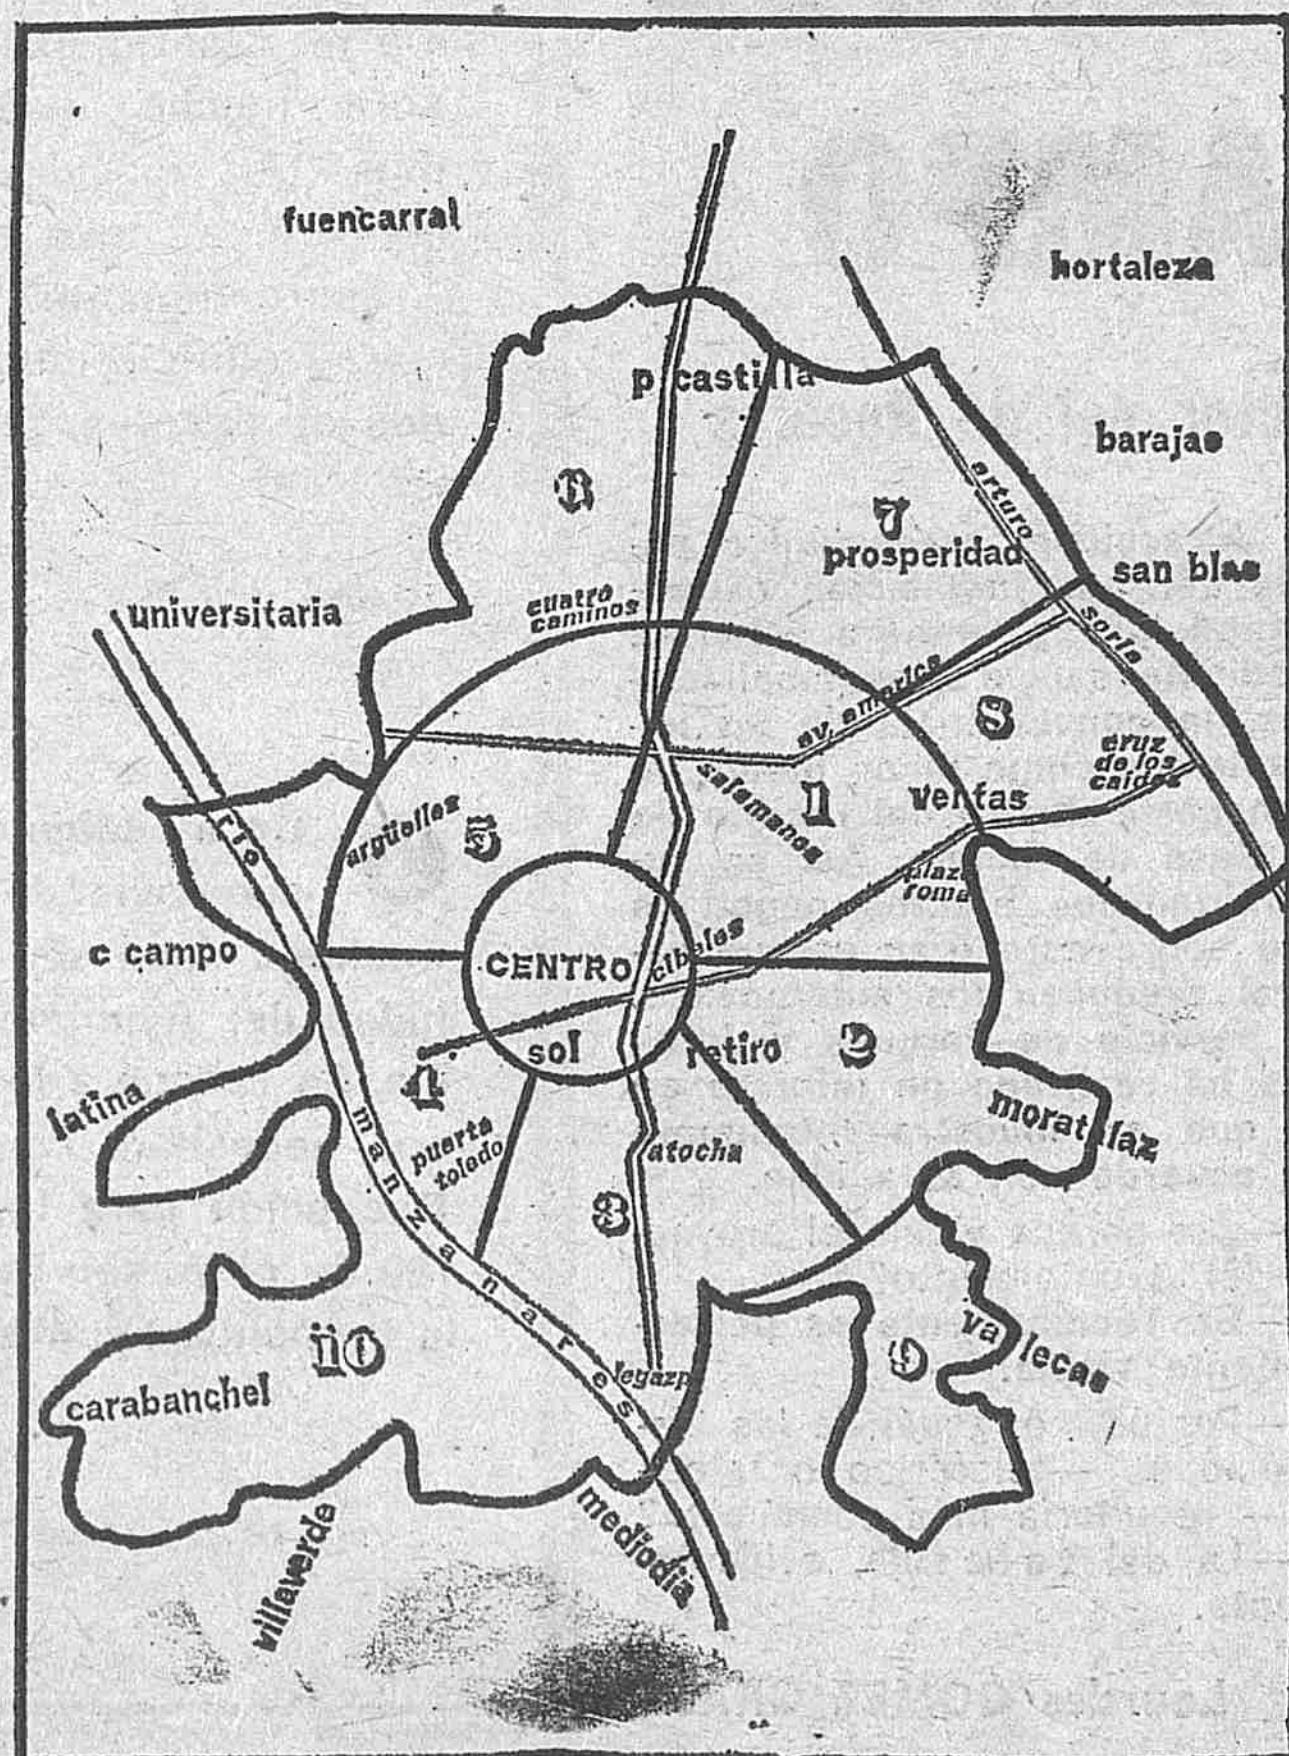 fuencarral
hortaleza
p castilla
barajas
6
7
arturo
prosperidad
san blas
cuatro
caminos
universitaria
soria
av. america
8
cruz
de los
caidos
salamanca
1
ventas
rio
argüelles
5
plaza
roma
c campo
CENTRO
cibeles
sol
retiro
2
4
latina
manzanares
puerta
toledo
atocha
moratalaz
3
vallecas
10
9
carabanchel
legazp
villaverde
mediodia